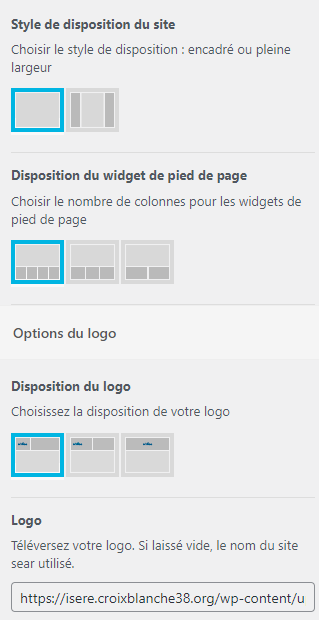 Style de disposition du site
Choisir le style de disposition : encadré ou pleine
largeur
Disposition du widget de pied de page
Choisir le nombre de colonnes pour les widgets de
pied de page
Options du logo
Disposition du logo
Choisissez la disposition de votre logo
Logo
Téléversez votre logo. Si laissé vide, le nom du site
sear utilisé.
https://isere.croixblanche38.org/wp-content/u